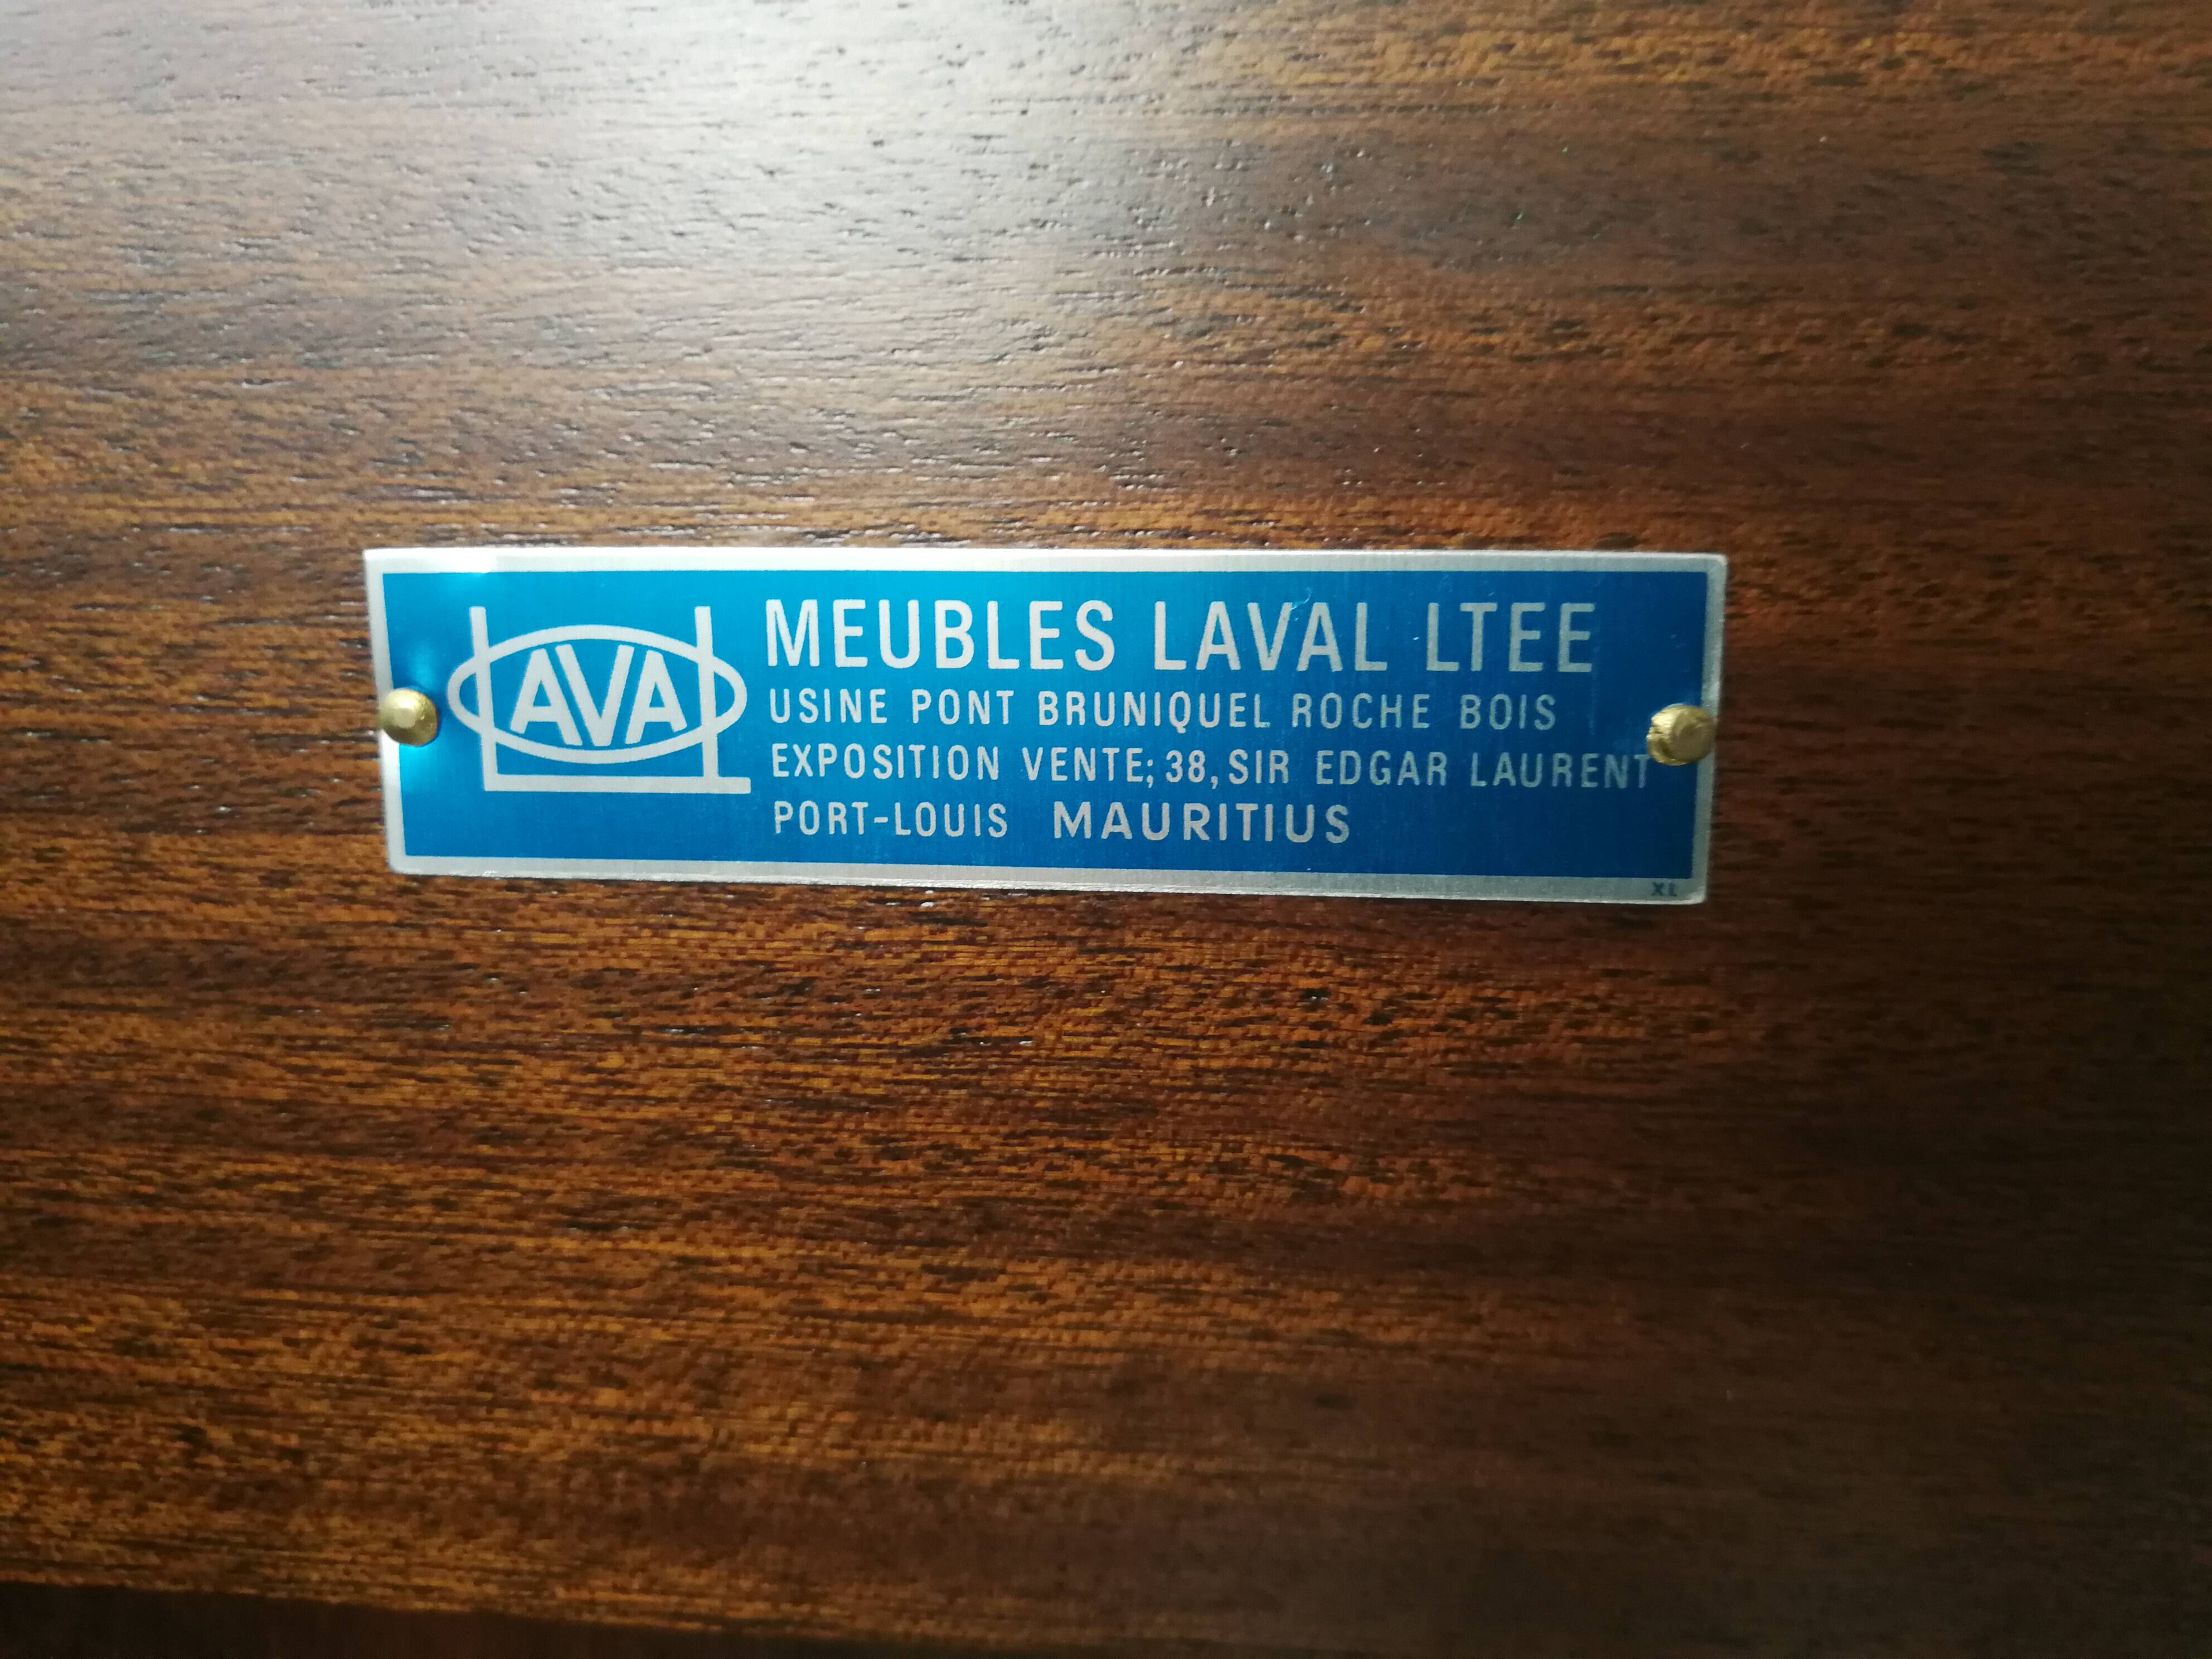 LAVAL
MEUBLES LAVAL LTEE
USINE PONT BRUNIQUEL ROCHE BOIS
EXPOSITION VENTE; 38, SIR EDGAR LAURENT
PORT-LOUIS MAURITIUS
XL